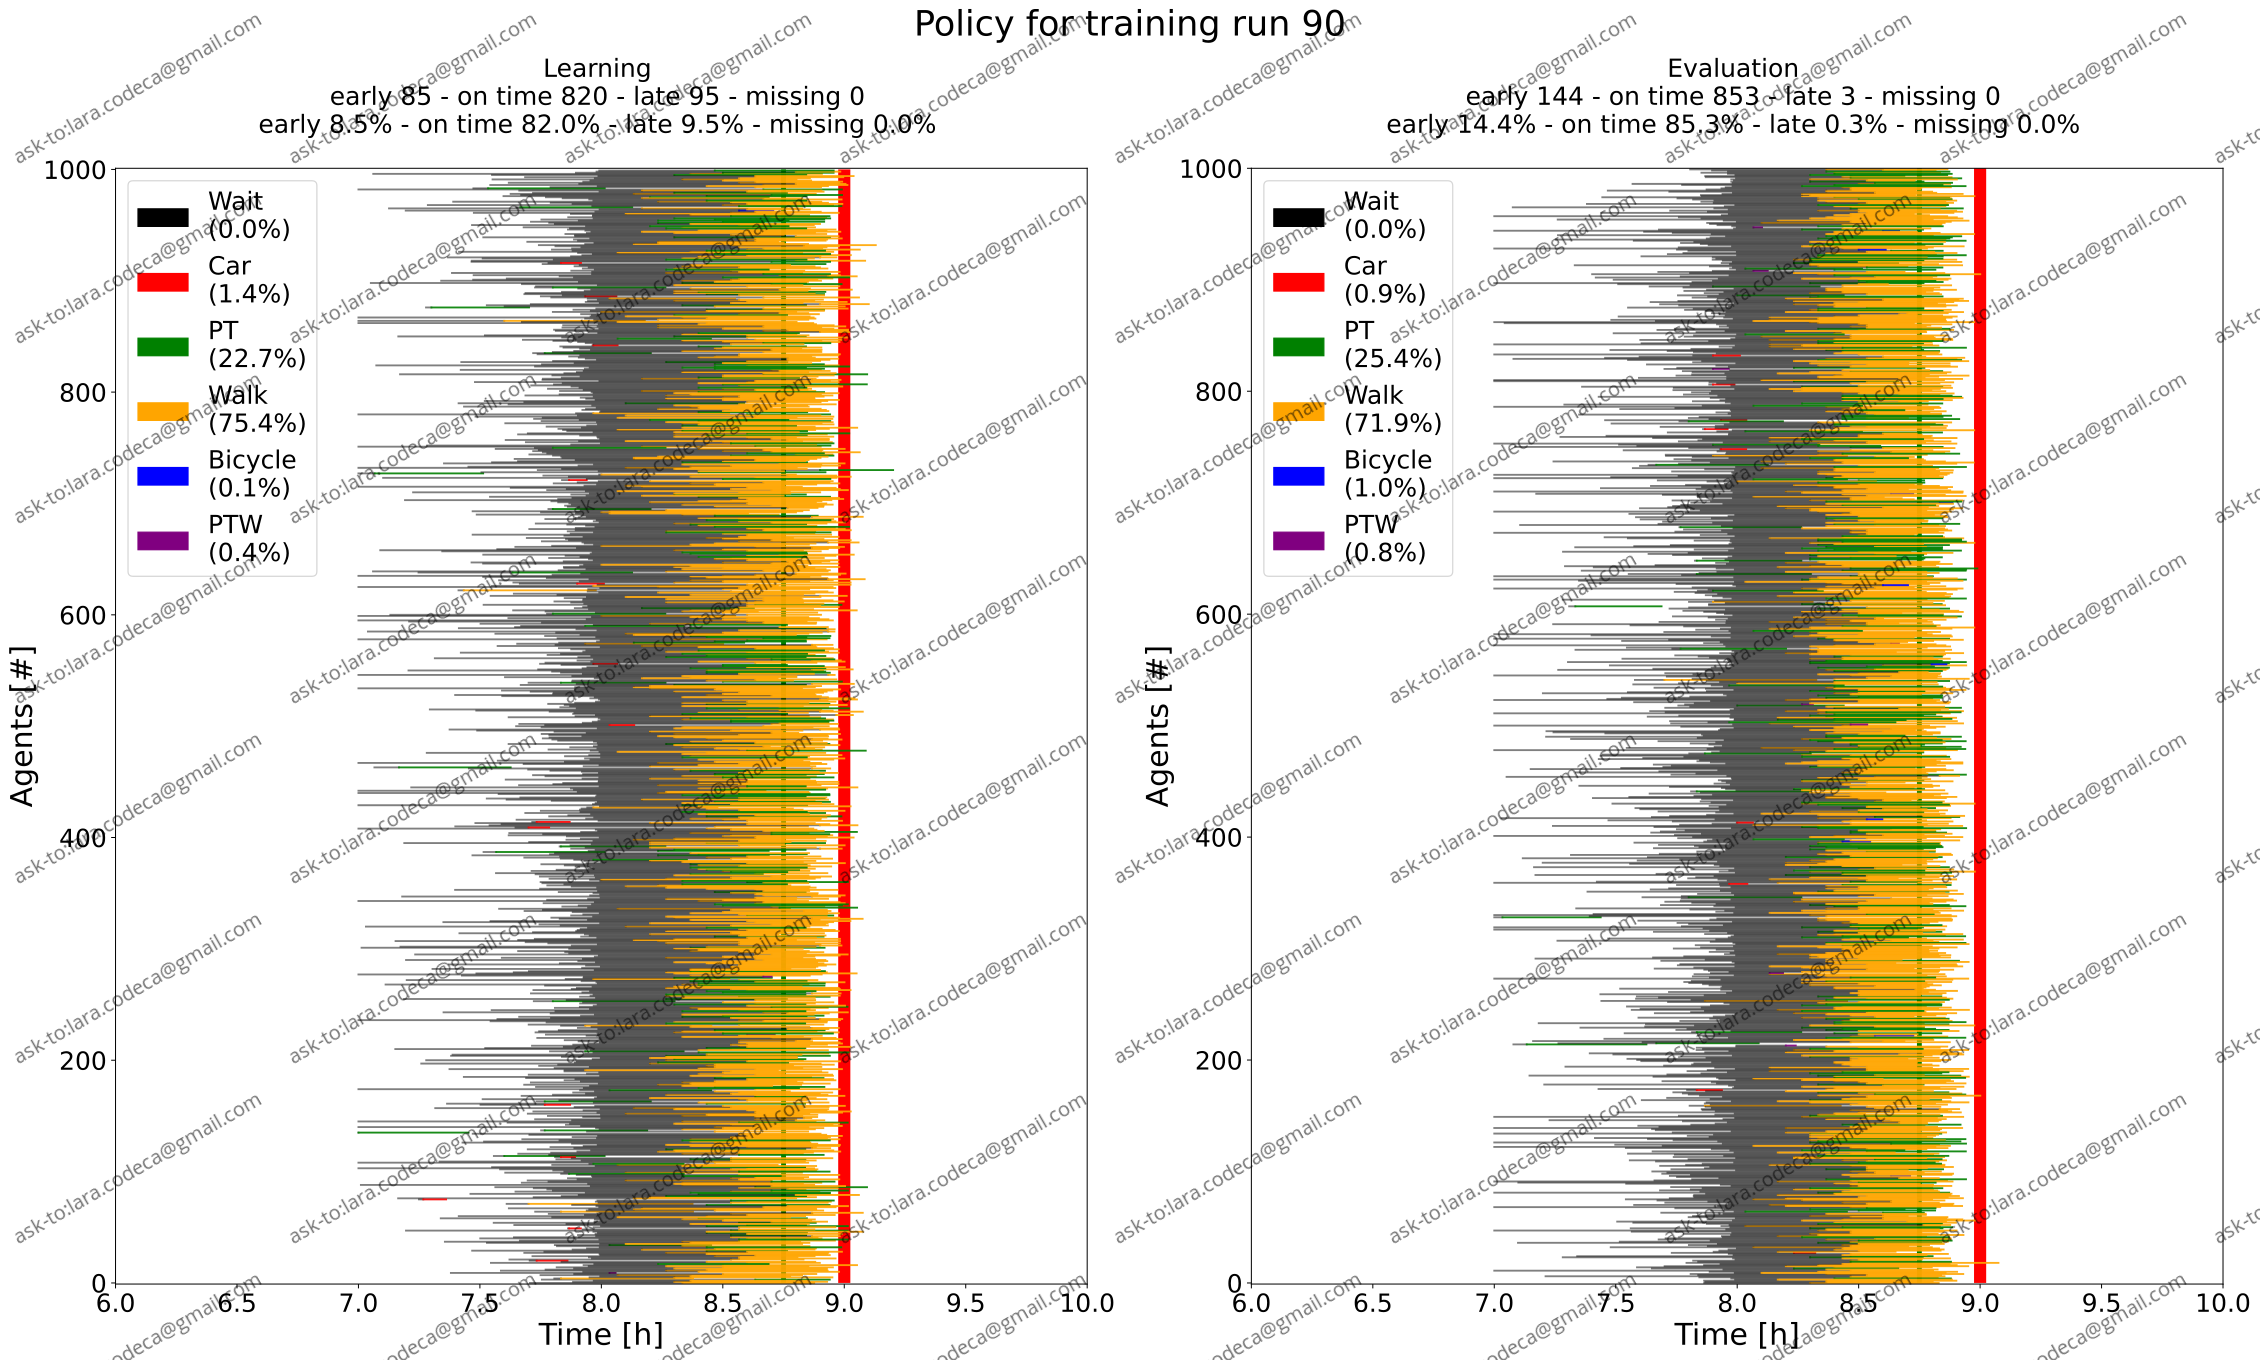 Policy for training run 90
Learning
early 85 - on time 820 - late 95 - missing 0
early 8.5% - on time 82.0% - late 9.5% - missing 0.0%
1000
800
600
400
200
0
Agents [#]
Wait
(0.0%)
Car
(1.4%)
PT
(22.7%)
Walk
(75.4%)
Bicycle
(0.1%)
PTW
(0.4%)
6.0 6.5 7.0 7.5 8.0 8.5 9.0 9.5 10.0
Time [h]
Evaluation
early 144 - on time 853 - late 3 - missing 0
early 14.4% - on time 85.3% - late 0.3% - missing 0.0%
1000
800
600
400
200
0
Agents [#]
Wait
(0.0%)
Car
(0.9%)
PT
(25.4%)
Walk
(71.9%)
Bicycle
(1.0%)
PTW
(0.8%)
6.0 6.5 7.0 7.5 8.0 8.5 9.0 9.5 10.0
Time [h]
ask-to:lara.codeca@gmail.com